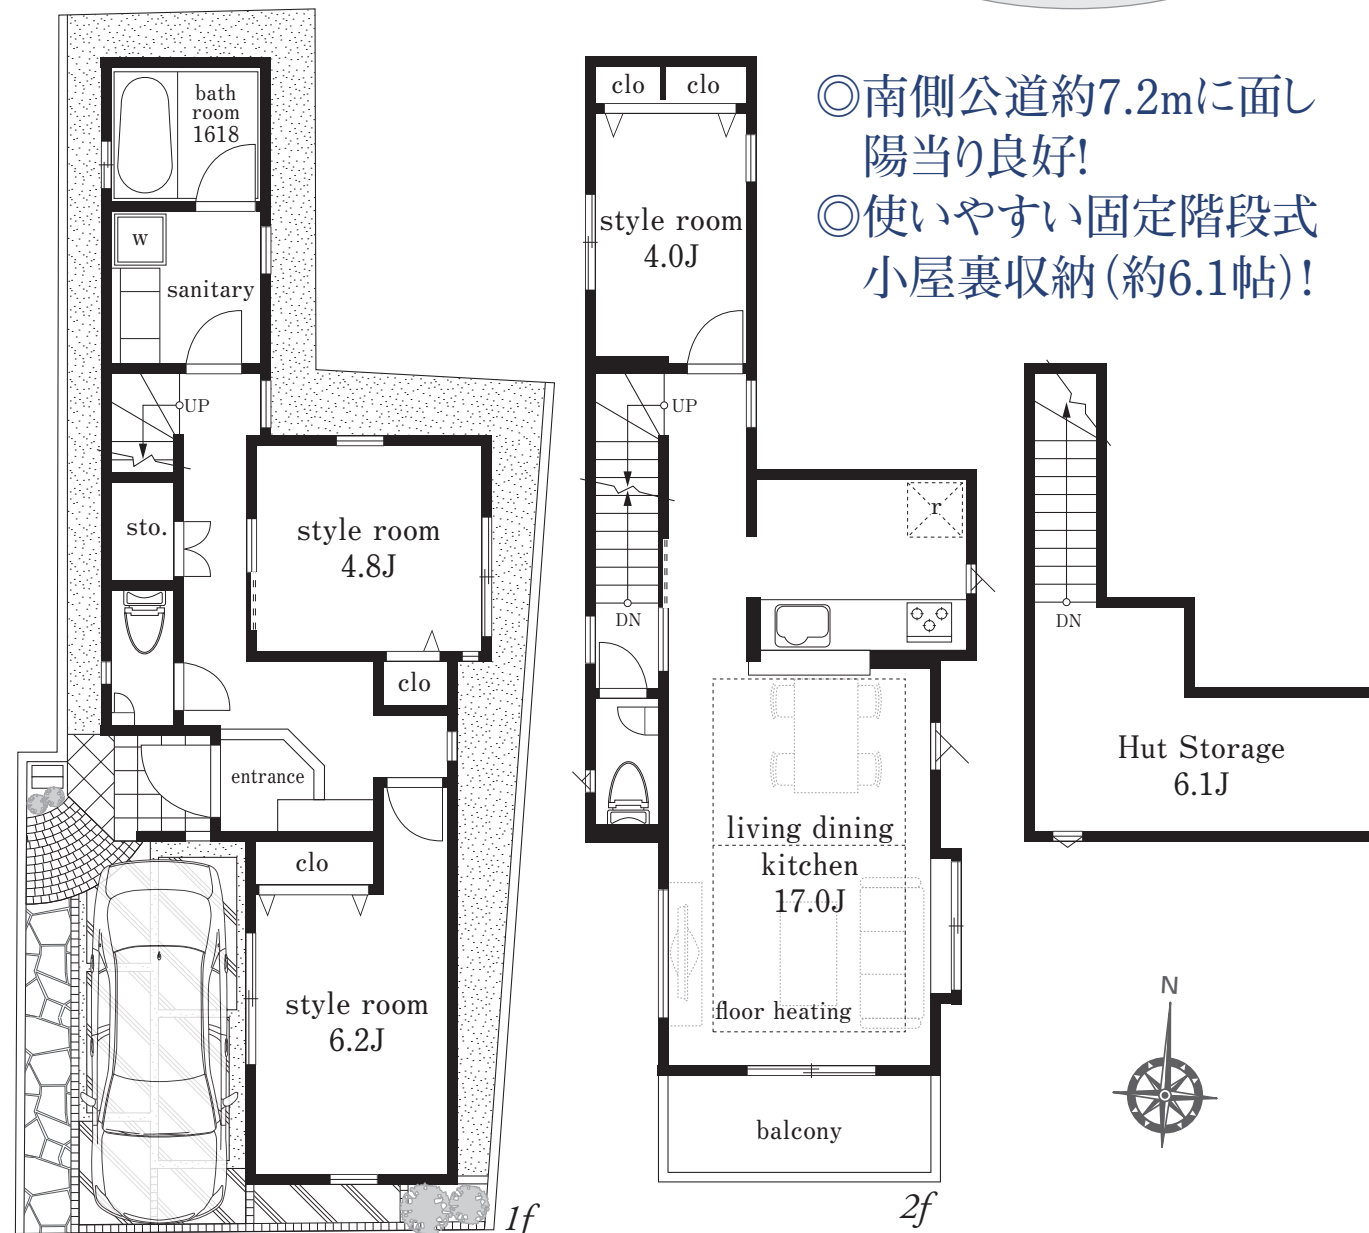 ◎南側公道約7.2mに面し
陽当り良好!
◎使いやすい固定階段式
小屋裏収納(約6.1帖)!
bath
room
1618
w
sanitary
UP
sto.
style room
4.8J
clo
entrance
clo
style room
6.2J
1f
clo
clo
style room
4.0J
UP
r
DN
living dining
kitchen
17.0J
floor heating
balcony
2f
DN
Hut Storage
6.1J
N